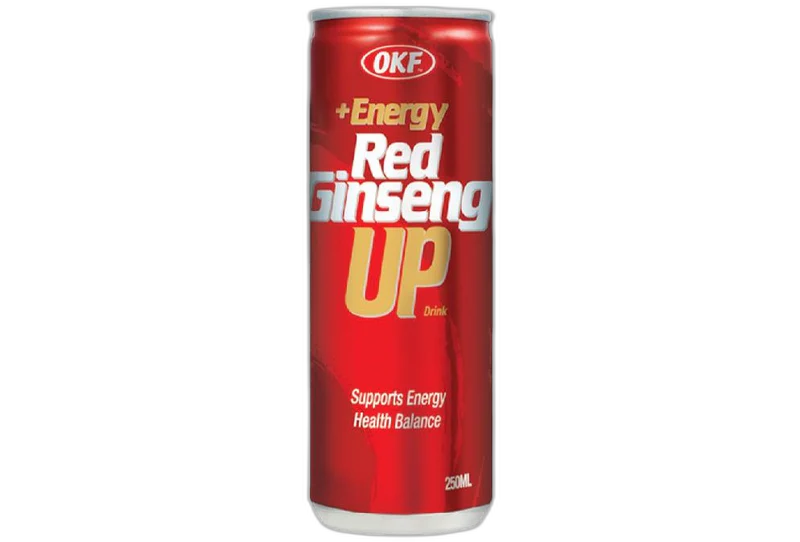 OKF
+Energy
Red
Ginseng
UP
Drink
Supports Energy
Health Balance
250ML